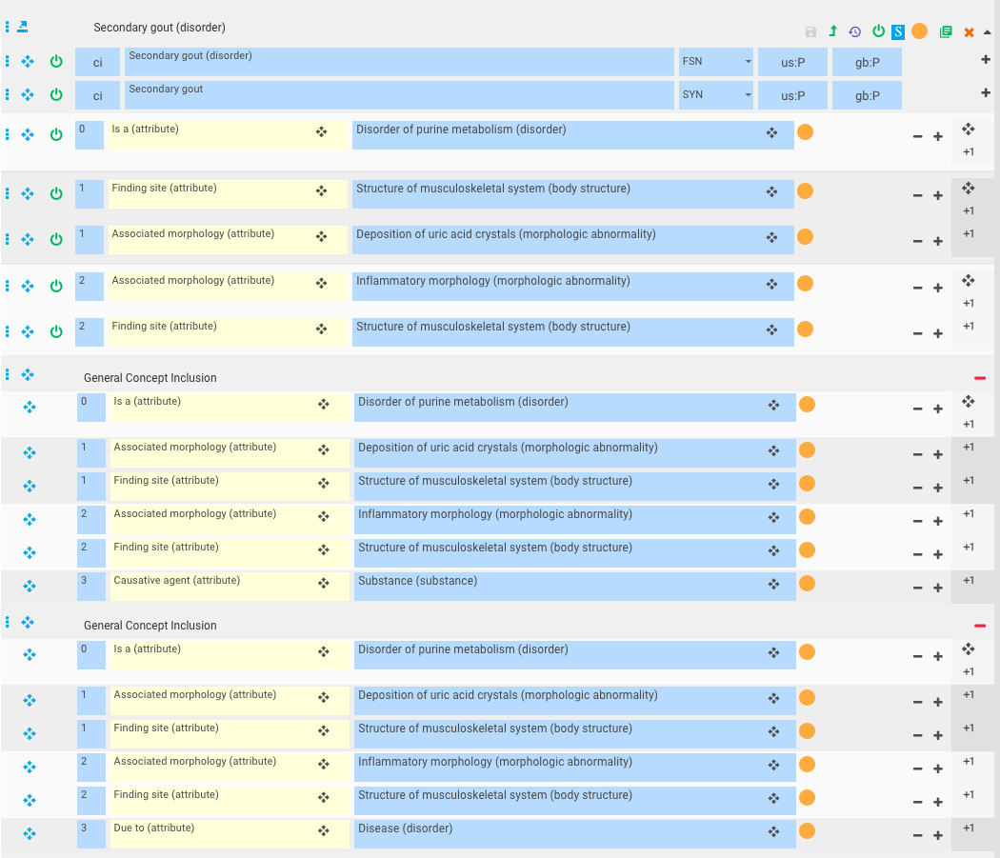 Secondary gout (disorder)
S
ci Secondary gout (disorder) FSN us:P gb:P
ci Secondary gout SYN us:P gb:P
0 Is a (attribute) Disorder of purine metabolism (disorder)
+1
1 Finding site (attribute) Structure of musculoskeletal system (body structure)
+1
1 Associated morphology (attribute) Deposition of uric acid crystals (morphologic abnormality) +1
2 Associated morphology (attribute) Inflammatory morphology (morphologic abnormality)
+1
2 Finding site (attribute) Structure of musculoskeletal system (body structure) +1
General Concept Inclusion
0 Is a (attribute) Disorder of purine metabolism (disorder)
+1
1 Associated morphology (attribute) Deposition of uric acid crystals (morphologic abnormality) +1
1 Finding site (attribute) Structure of musculoskeletal system (body structure) +1
2 Associated morphology (attribute) Inflammatory morphology (morphologic abnormality) +1
2 Finding site (attribute) Structure of musculoskeletal system (body structure) +1
3 Causative agent (attribute) Substance (substance) +1
General Concept Inclusion
0 Is a (attribute) Disorder of purine metabolism (disorder)
+1
1 Associated morphology (attribute) Deposition of uric acid crystals (morphologic abnormality) +1
1 Finding site (attribute) Structure of musculoskeletal system (body structure) +1
2 Associated morphology (attribute) Inflammatory morphology (morphologic abnormality) +1
2 Finding site (attribute) Structure of musculoskeletal system (body structure) +1
3 Due to (attribute) Disease (disorder) +1